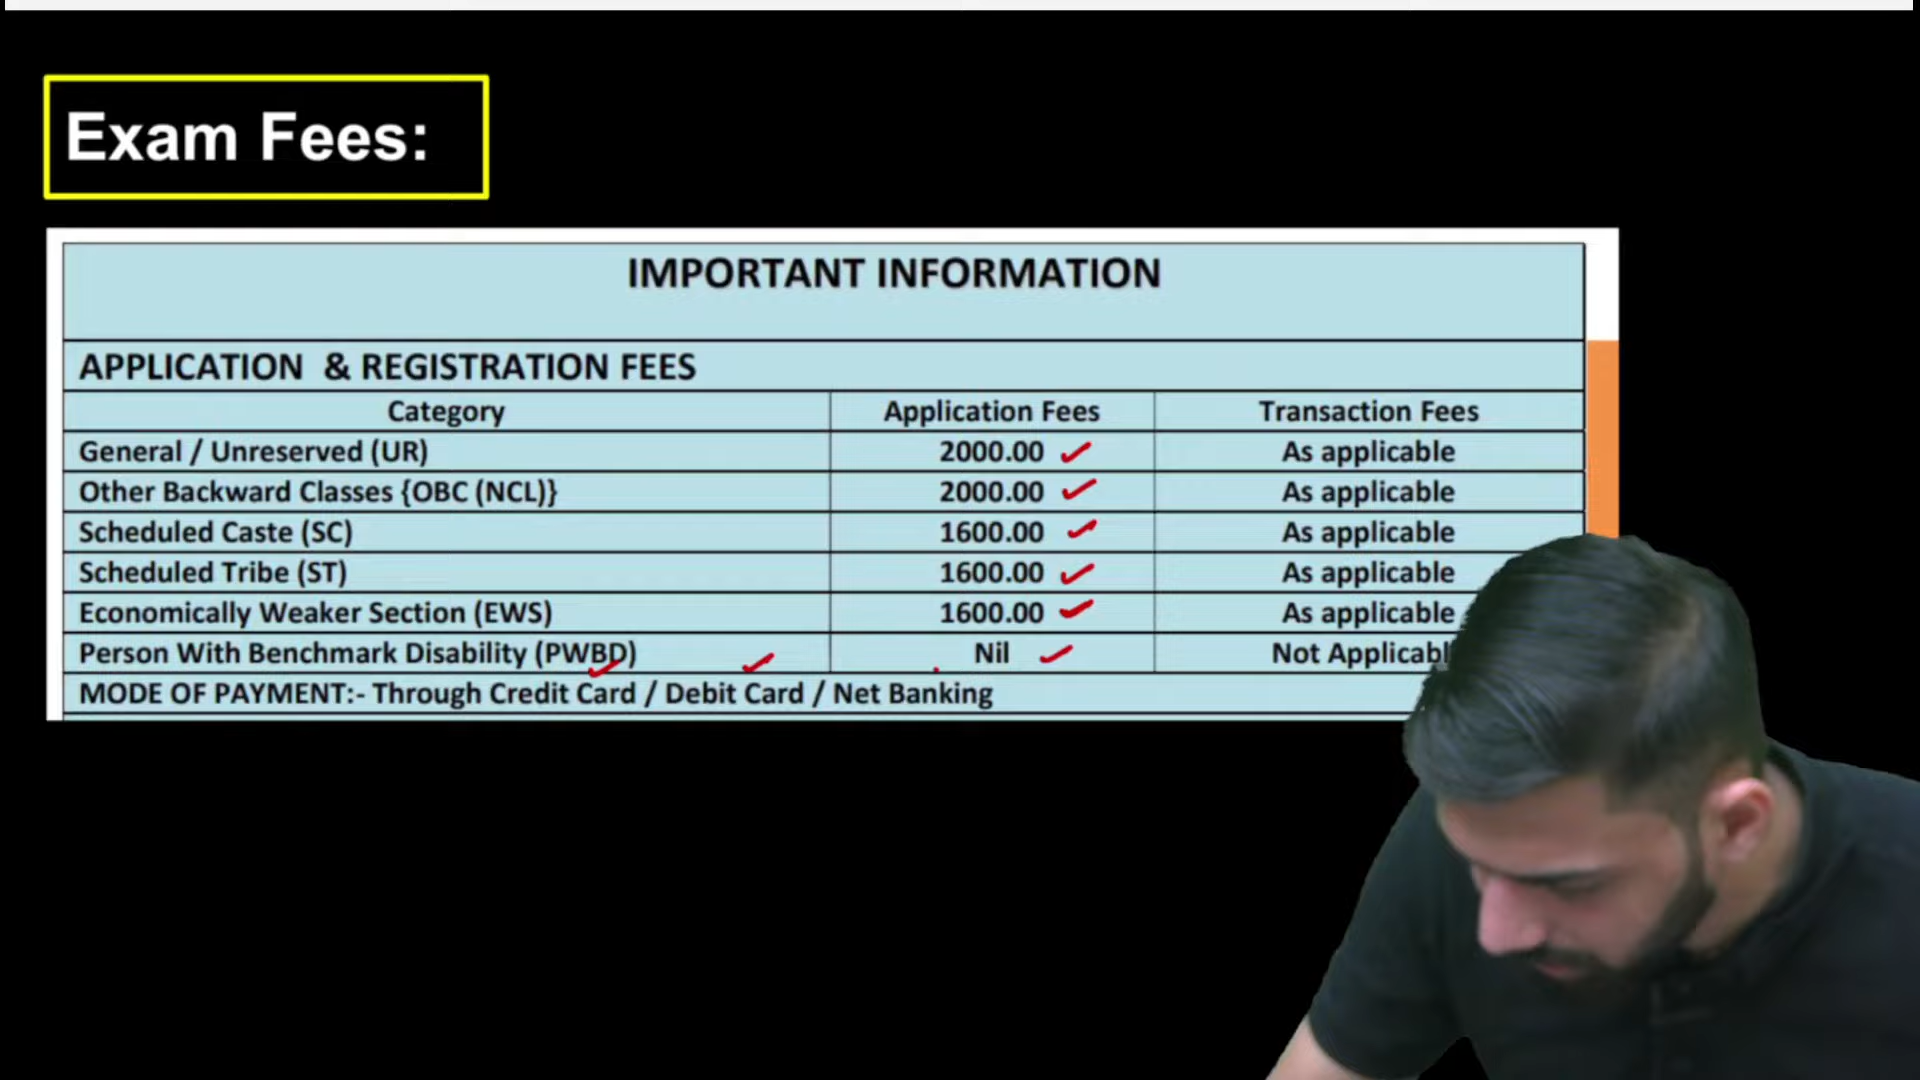 Exam Fees:
IMPORTANT INFORMATION
APPLICATION & REGISTRATION FEES
Category Application Fees Transaction Fees
General / Unreserved (UR) 2000.00 As applicable
Other Backward Classes {OBC (NCL)} 2000.00 As applicable
Scheduled Caste (SC) 1600.00 As applicable
Scheduled Tribe (ST) 1600.00 As applicable
Economically Weaker Section (EWS) 1600.00 As applicable
Person With Benchmark Disability (PWBD) Nil Not Applicabl
MODE OF PAYMENT:- Through Credit Card / Debit Card / Net Banking